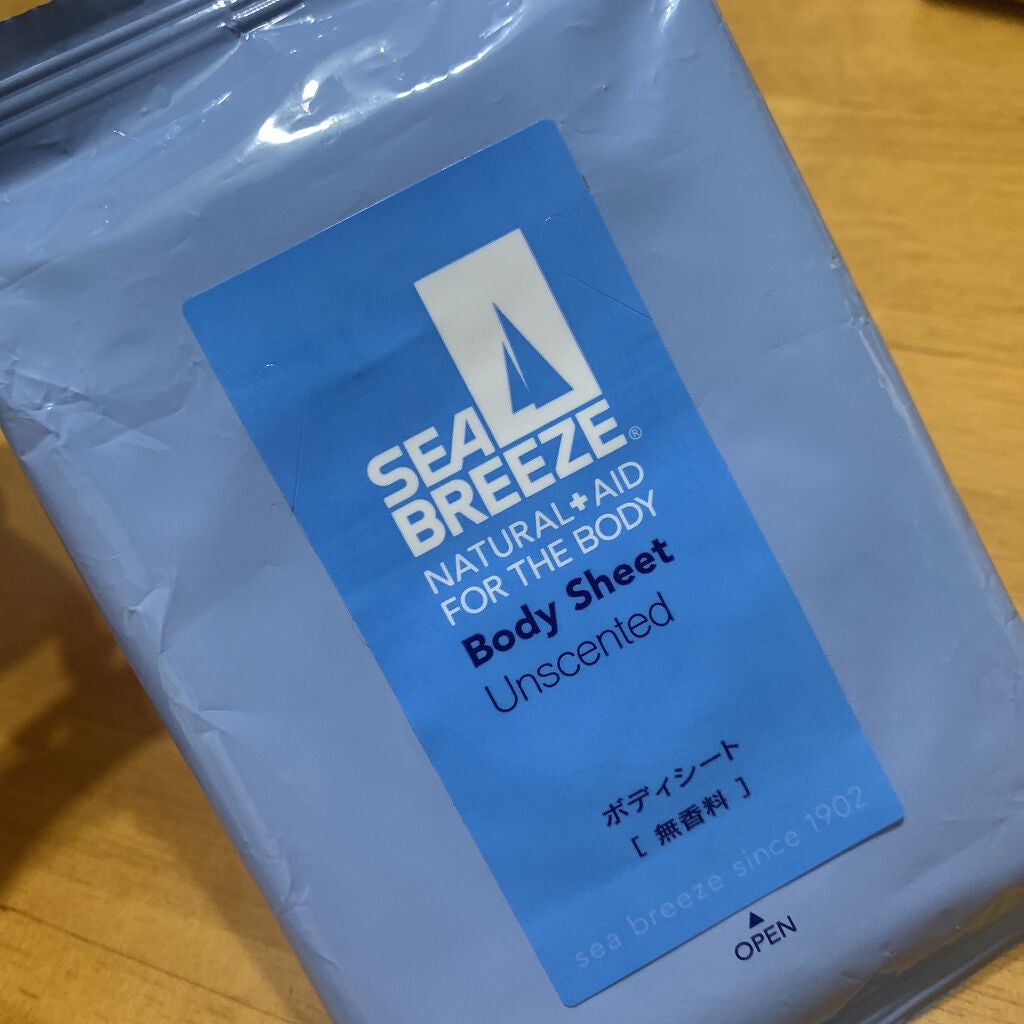 SEA
BREEZE®
NATURAL+AID
FOR THE BODY
Body Sheet
Unscented
ボディシート
[ 無香料 ]
sea breeze since 1902
▲
OPEN